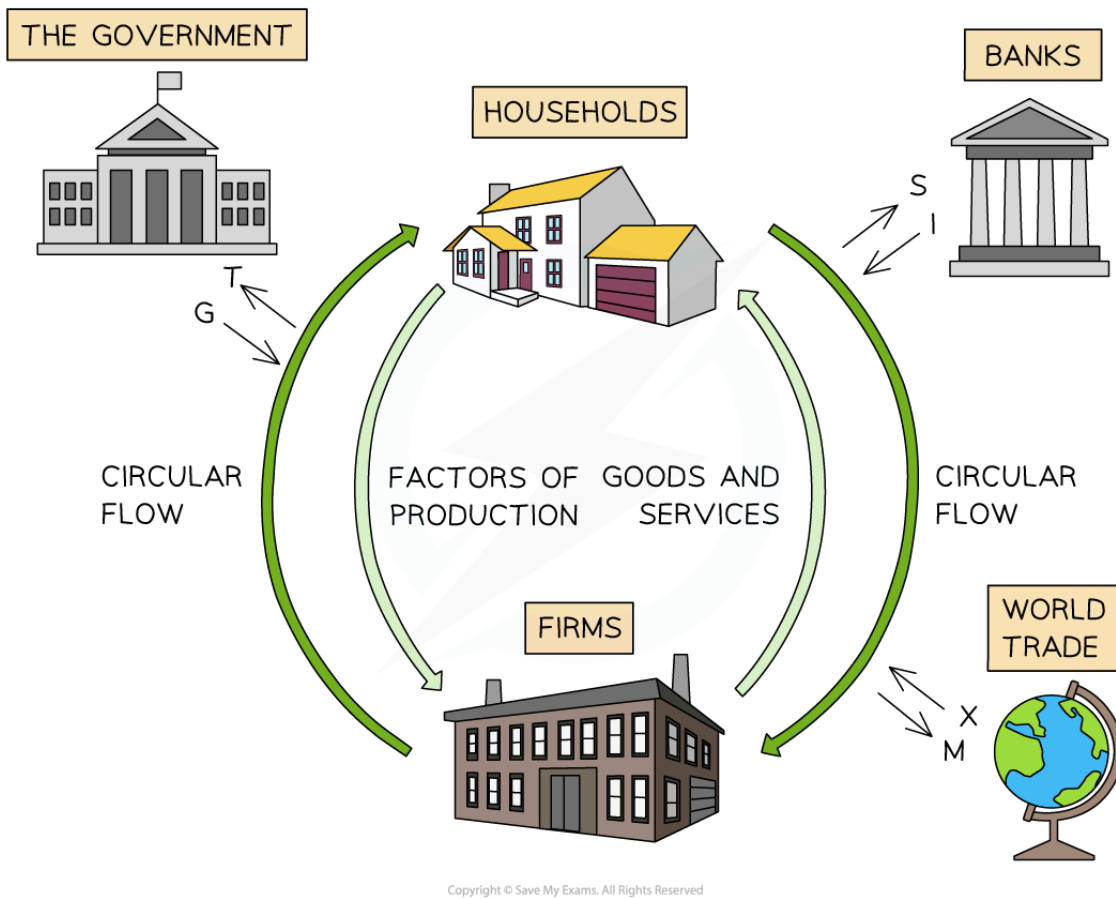 THE GOVERNMENT
BANKS
HOUSEHOLDS
S
I
T
G
CIRCULAR
FLOW
FACTORS OF
PRODUCTION
GOODS AND
SERVICES
CIRCULAR
FLOW
FIRMS
WORLD
TRADE
X
M
Copyright © Save My Exams. All Rights Reserved